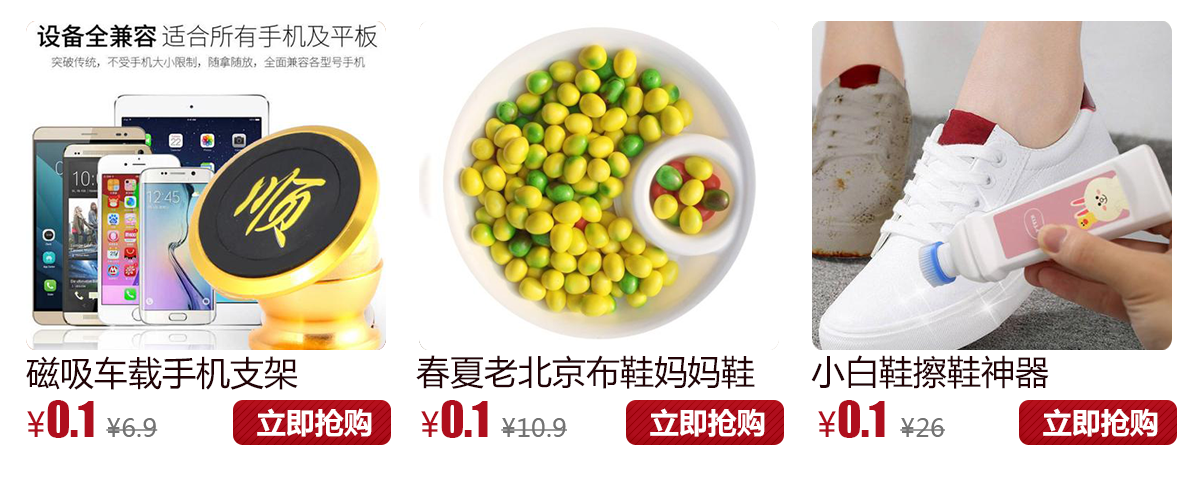 设备全兼容 适合所有手机及平板
突破传统，不受手机大小限制，随拿随放，全面兼容各型号手机
12:45
顺
磁吸车载手机支架
¥0.1 ¥6.9 立即抢购
春夏老北京布鞋妈妈鞋
¥0.1 ¥10.9 立即抢购
小白鞋擦鞋神器
¥0.1 ¥26 立即抢购